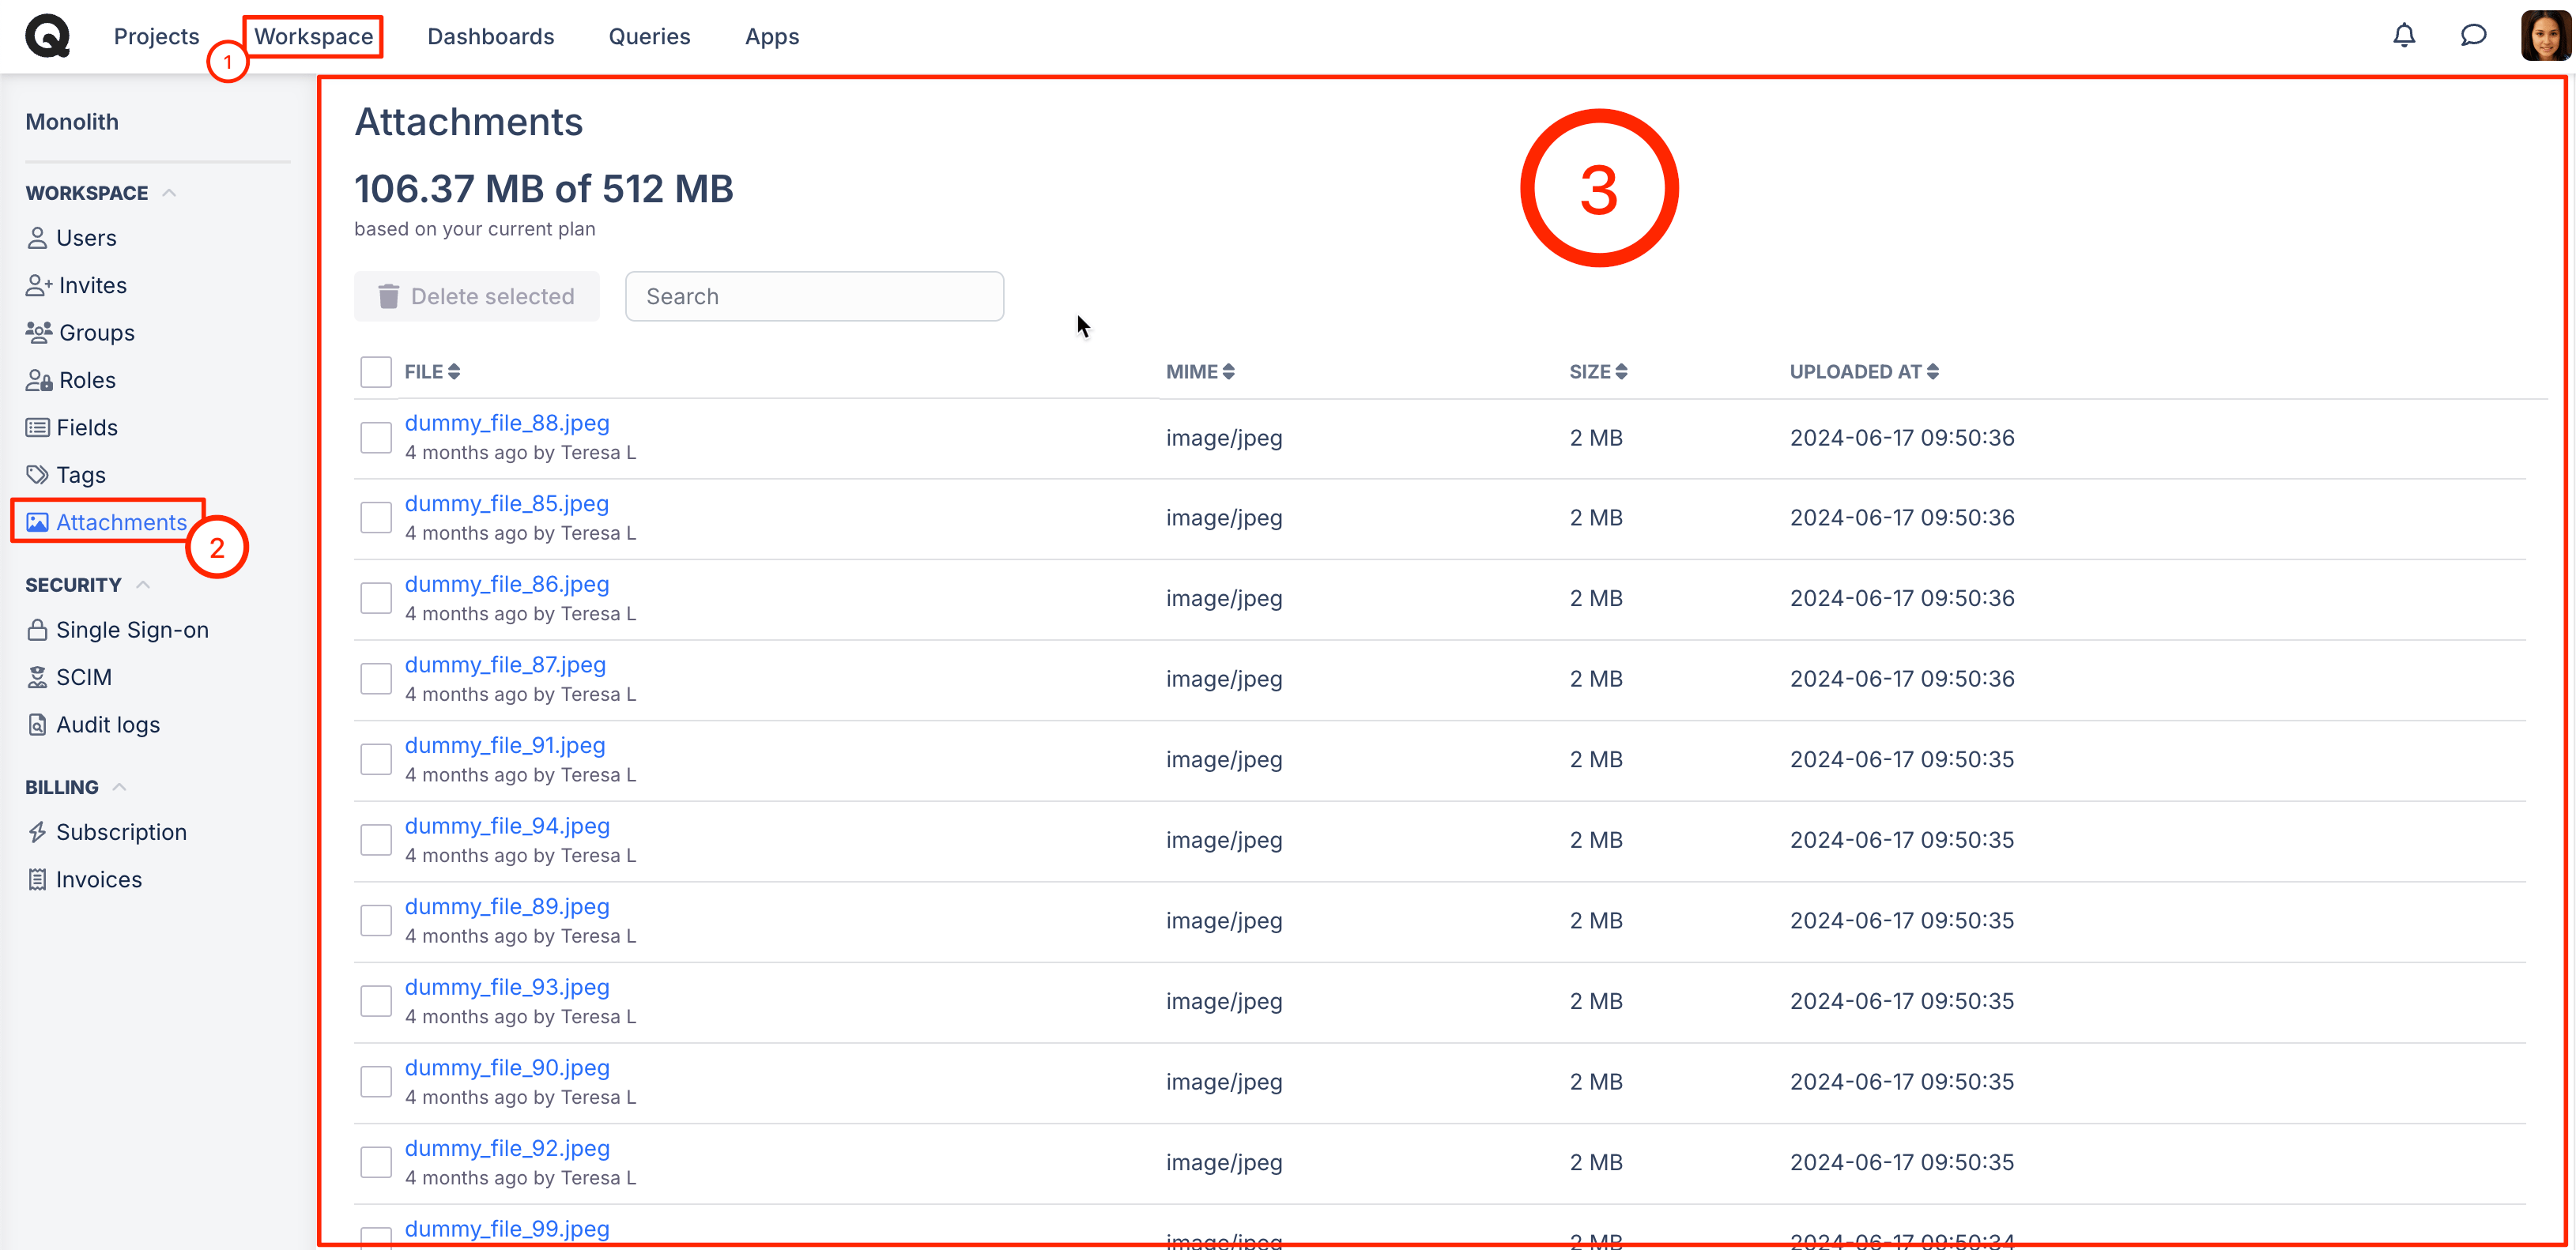 Q Projects Workspace Dashboards Queries Apps
1
Monolith
WORKSPACE
Users
Invites
Groups
Roles
Fields
Tags
Attachments
2
SECURITY
Single Sign-on
SCIM
Audit logs
BILLING
Subscription
Invoices
Attachments
3
106.37 MB of 512 MB
based on your current plan
Delete selected Search
FILE MIME SIZE UPLOADED AT
dummy_file_88.jpeg
4 months ago by Teresa L
image/jpeg 2 MB 2024-06-17 09:50:36
dummy_file_85.jpeg
4 months ago by Teresa L
image/jpeg 2 MB 2024-06-17 09:50:36
dummy_file_86.jpeg
4 months ago by Teresa L
image/jpeg 2 MB 2024-06-17 09:50:36
dummy_file_87.jpeg
4 months ago by Teresa L
image/jpeg 2 MB 2024-06-17 09:50:36
dummy_file_91.jpeg
4 months ago by Teresa L
image/jpeg 2 MB 2024-06-17 09:50:35
dummy_file_94.jpeg
4 months ago by Teresa L
image/jpeg 2 MB 2024-06-17 09:50:35
dummy_file_89.jpeg
4 months ago by Teresa L
image/jpeg 2 MB 2024-06-17 09:50:35
dummy_file_93.jpeg
4 months ago by Teresa L
image/jpeg 2 MB 2024-06-17 09:50:35
dummy_file_90.jpeg
4 months ago by Teresa L
image/jpeg 2 MB 2024-06-17 09:50:35
dummy_file_92.jpeg
4 months ago by Teresa L
image/jpeg 2 MB 2024-06-17 09:50:35
dummy_file_99.jpeg
image/jpeg 2 MB 2024-06-17 09:50:34